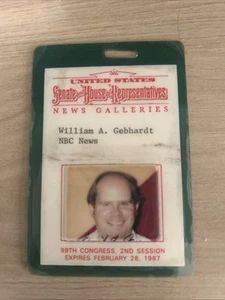 UNITED STATES
Senate and House of Representatives
NEWS GALLERIES
William A. Gebhardt
NBC News
99TH CONGRESS, 2ND SESSION
EXPIRES FEBRUARY 28, 1987